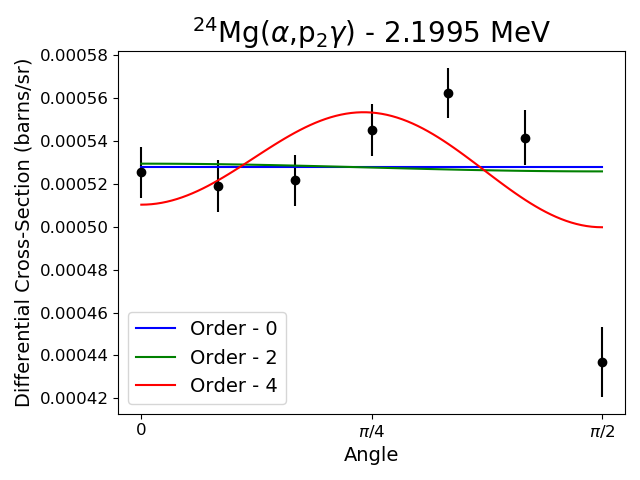 ²⁴Mg(α,p₂γ) - 2.1995 MeV
Differential Cross-Section (barns/sr)
0.00058
0.00056
0.00054
0.00052
0.00050
0.00048
0.00046
0.00044
0.00042
Order - 0
Order - 2
Order - 4
0 π/4 π/2
Angle